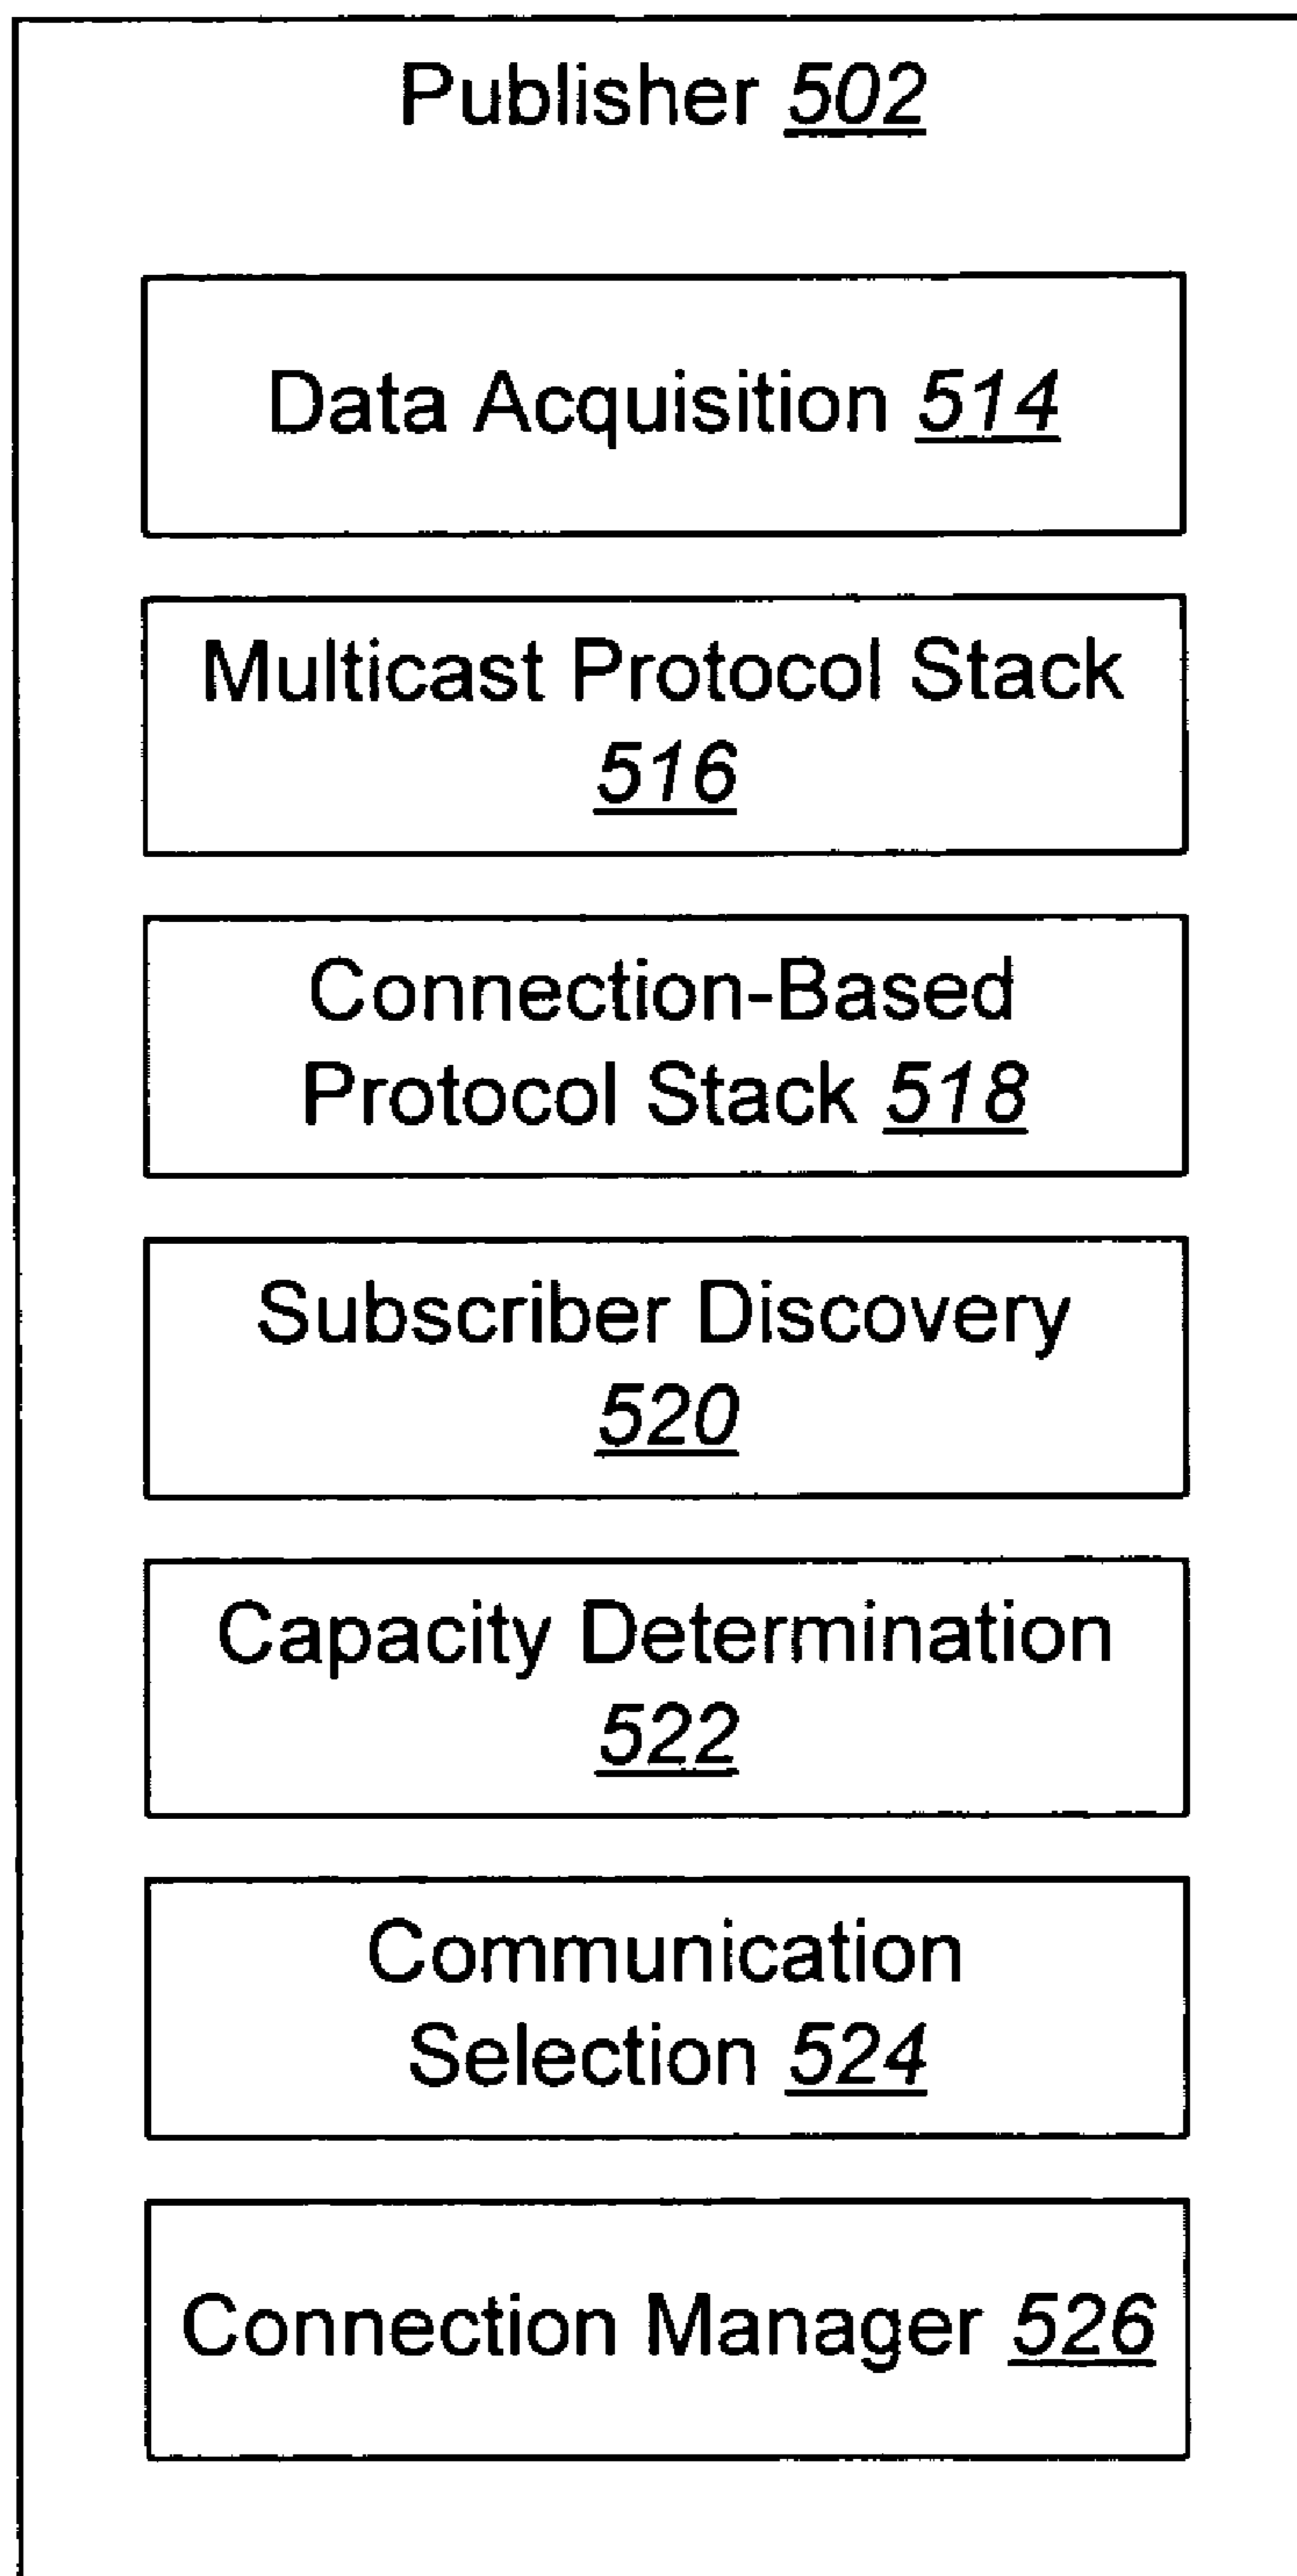 Publisher 502
Data Acquisition 514
Multicast Protocol Stack
516
Connection-Based
Protocol Stack 518
Subscriber Discovery
520
Capacity Determination
522
Communication
Selection 524
Connection Manager 526